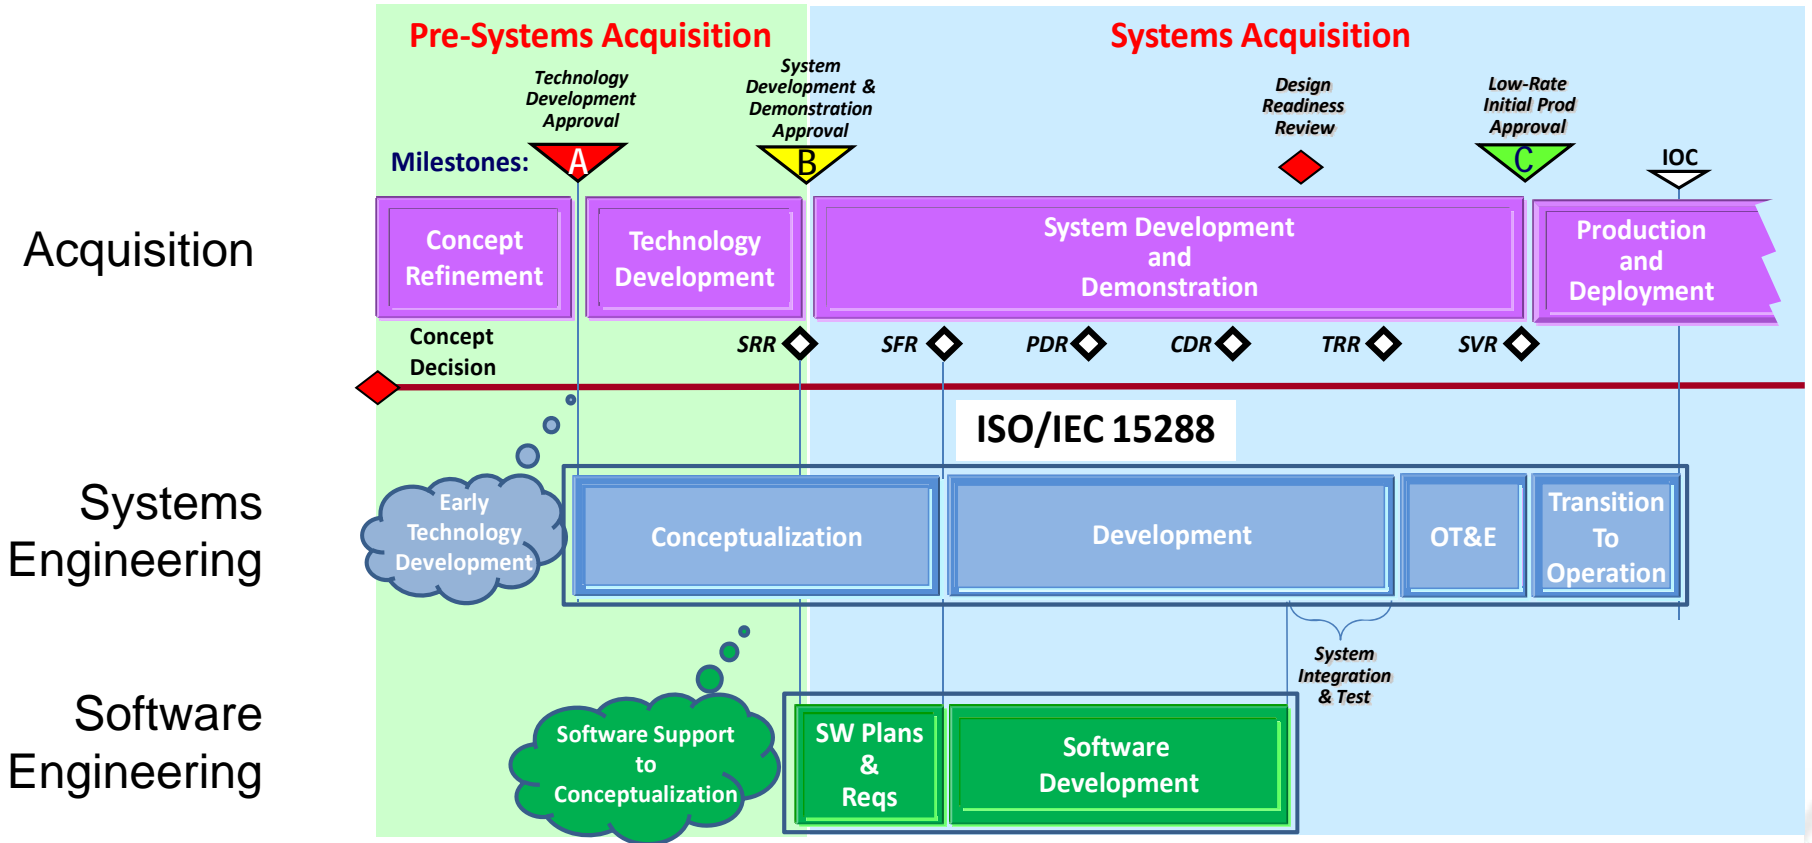 Pre-Systems Acquisition
Systems Acquisition
Technology
Development
Approval
System
Development &
Demonstration
Approval
Design
Readiness
Review
Low-Rate
Initial Prod
Approval
Milestones:
A
B
C
IOC
Acquisition
Concept
Refinement
Technology
Development
System Development
and
Demonstration
Production
and
Deployment
Concept
Decision
SRR
SFR
PDR
CDR
TRR
SVR
ISO/IEC 15288
Systems
Engineering
Early
Technology
Development
Conceptualization
Development
OT&E
Transition
To
Operation
System
Integration
& Test
Software
Engineering
Software Support
to
Conceptualization
SW Plans
&
Reqs
Software
Development